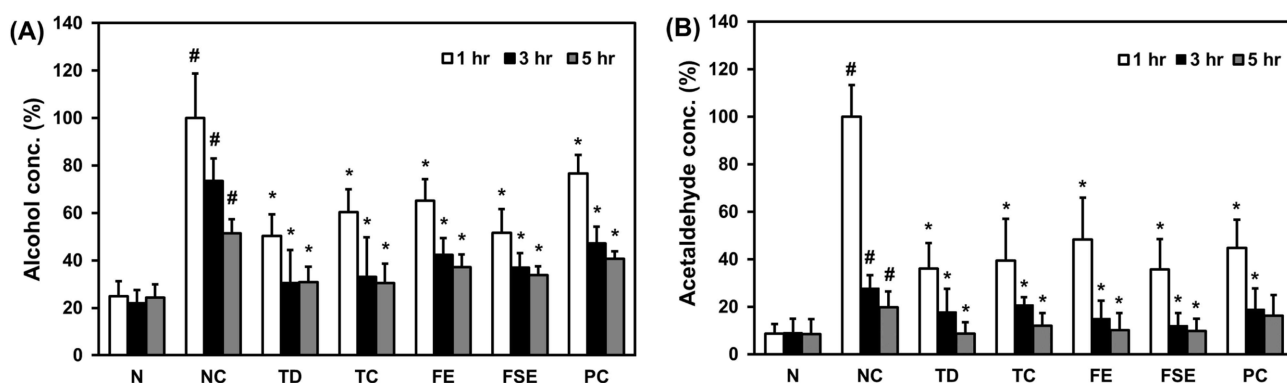 (A)
Alcohol conc. (%)
140
120
100
80
60
40
20
0
1 hr 3 hr 5 hr
# # #
* * *
* * *
* * *
* * *
* * *
N NC TD TC FE FSE PC
(B)
Acetaldehyde conc. (%)
140
120
100
80
60
40
20
0
1 hr 3 hr 5 hr
# # #
* * *
* * *
* * *
* * *
* *
N NC TD TC FE FSE PC